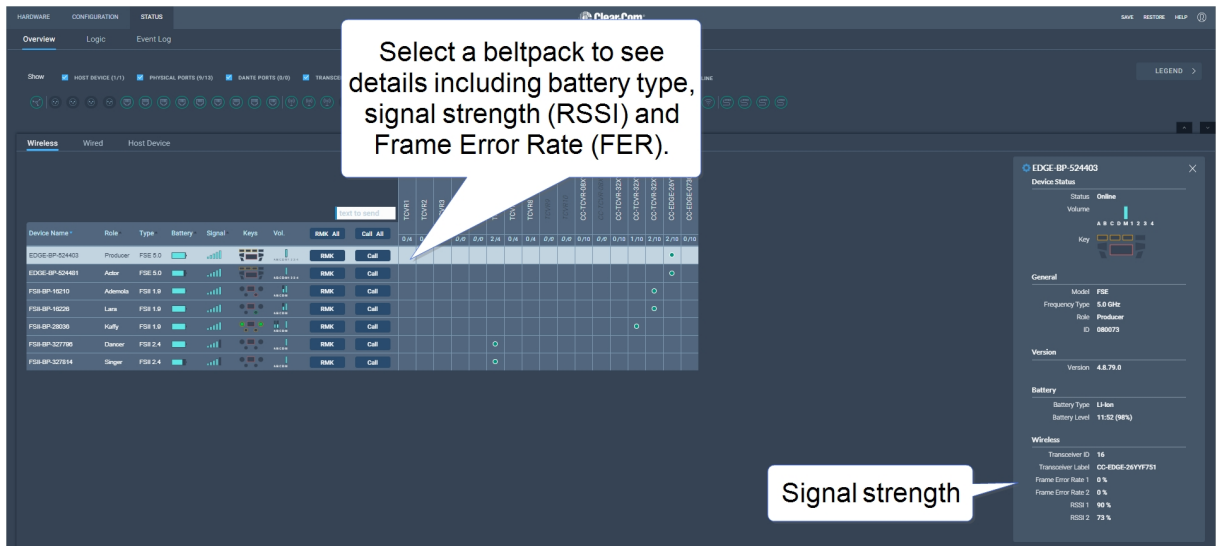 HARDWARE CONFIGURATION STATUS Clear-Com SAVE RESTORE HELP
Overview Logic Event Log
Select a beltpack to see
details including battery type,
signal strength (RSSI) and
Frame Error Rate (FER).
Show HOST DEVICE (1/1) PHYSICAL PORTS (9/13) DANTE PORTS (0/0) LEGEND
Wireless Wired Host Device
text to send
TCVR1 TCVR2 TCVR3
Device Name Role Type Battery Signal Keys Vol. RMK All Call All
EDGE-BP-524403 Producer FSE 5.0 RMK Call
EDGE-BP-524481 Actor FSE 5.0 RMK Call
FSII-BP-16210 Ademola FSII 1.9 RMK Call
FSII-BP-16226 Lara FSII 1.9 RMK Call
FSII-BP-28036 Kaffy FSII 1.9 RMK Call
FSII-BP-327796 Dancer FSII 2.4 RMK Call
FSII-BP-327814 Singer FSII 2.4 RMK Call
EDGE-BP-524403
Device Status
Status Online
Volume
A B C D M 1 2 3 4
Key
General
Model FSE
Frequency Type 5.0 GHz
Role Producer
ID 080073
Version
Version 4.8.79.0
Battery
Battery Type Li-Ion
Battery Level 11:52 (98%)
Wireless
Transceiver ID 16
Transceiver Label CC-EDGE-26YYF751
Frame Error Rate 1 0 %
Frame Error Rate 2 0 %
RSSI 1 90 %
RSSI 2 73 %
Signal strength